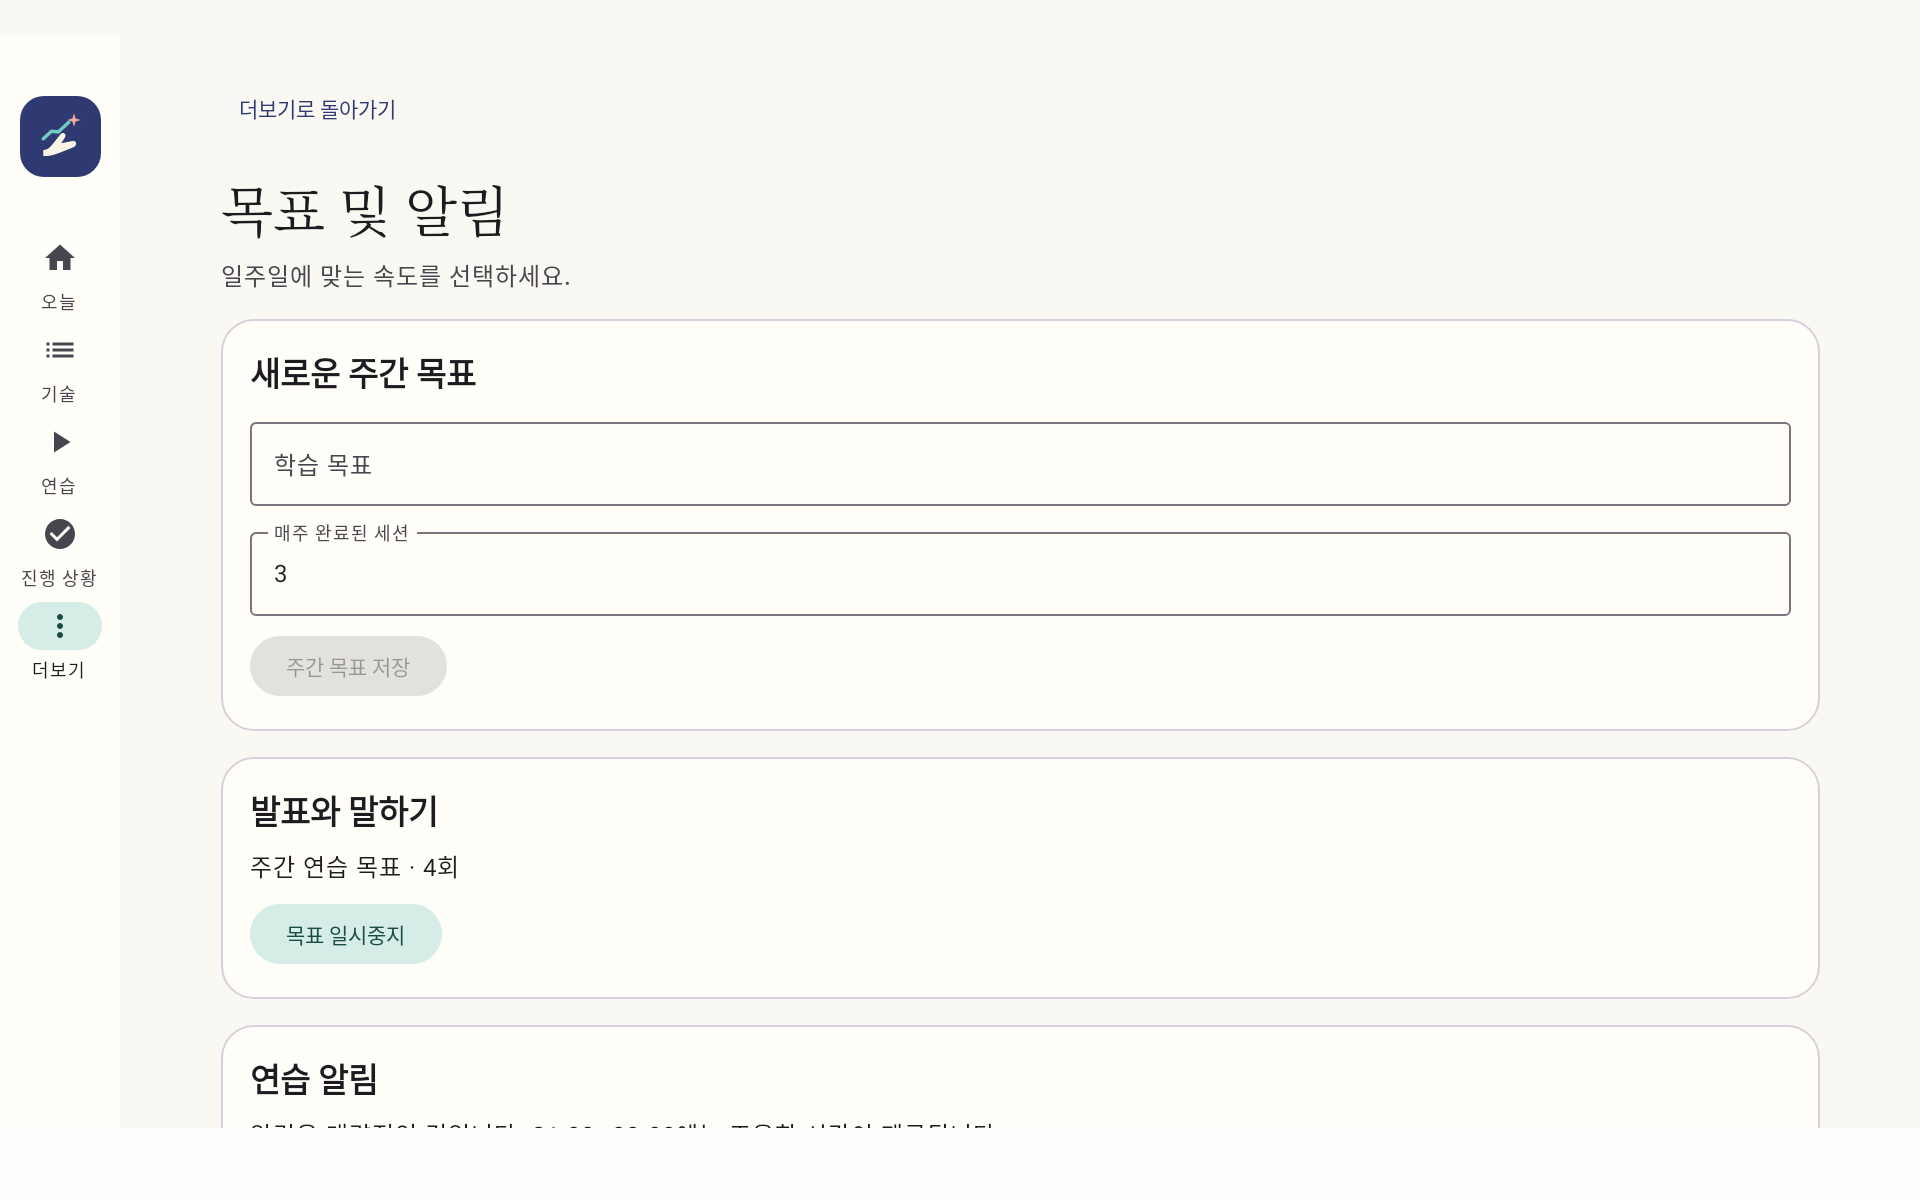 더보기로 돌아가기
목표 및 알림
일주일에 맞는 속도를 선택하세요.
오늘
기술
연습
진행 상황
더보기
새로운 주간 목표
학습 목표
매주 완료된 세션
3
주간 목표 저장
발표와 말하기
주간 연습 목표 · 4회
목표 일시중지
연습 알림